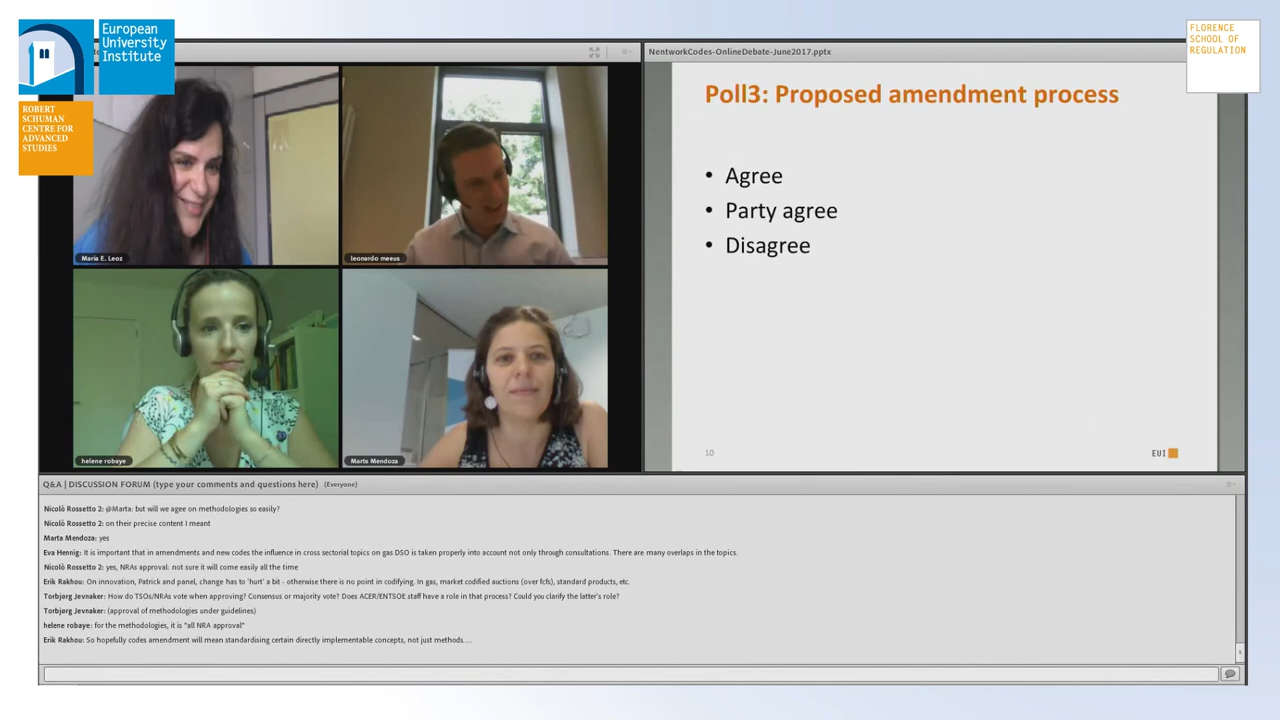 European
University
Institute
ROBERT
SCHUMAN
CENTRE FOR
ADVANCED
STUDIES
FLORENCE
SCHOOL OF
REGULATION
Maria E. Leoz
leonardo meeus
helene robaye
Marta Mendoza
NentworkCodes-OnlineDebate-June2017.pptx
Poll3: Proposed amendment process
• Agree
• Party agree
• Disagree
10
EUI
Q&A | DISCUSSION FORUM (type your comments and questions here) (Everyone)
Nicolò Rossetto 2: @Marta: but will we agree on methodologies so easily?
Nicolò Rossetto 2: on their precise content I meant
Marta Mendoza: yes
Eva Hennig: It is important that in amendments and new codes the influence in cross sectorial topics on gas DSO is taken properly into account not only through consultations. There are many overlaps in the topics.
Nicolò Rossetto 2: yes, NRAs approval: not sure it will come easily all the time
Erik Rakhou: On innovation, Patrick and panel, change has to 'hurt' a bit - otherwise there is no point in codifying. In gas, market codified auctions (over fcfs), standard products, etc.
Torbjørg Jevnaker: How do TSOs/NRAs vote when approving? Consensus or majority vote? Does ACER/ENTSOE staff have a role in that process? Could you clarify the latter's role?
Torbjørg Jevnaker: (approval of methodologies under guidelines)
helene robaye: for the methodologies, it is "all NRA approval"
Erik Rakhou: So hopefully codes amendment will mean standardising certain directly implementable concepts, not just methods....